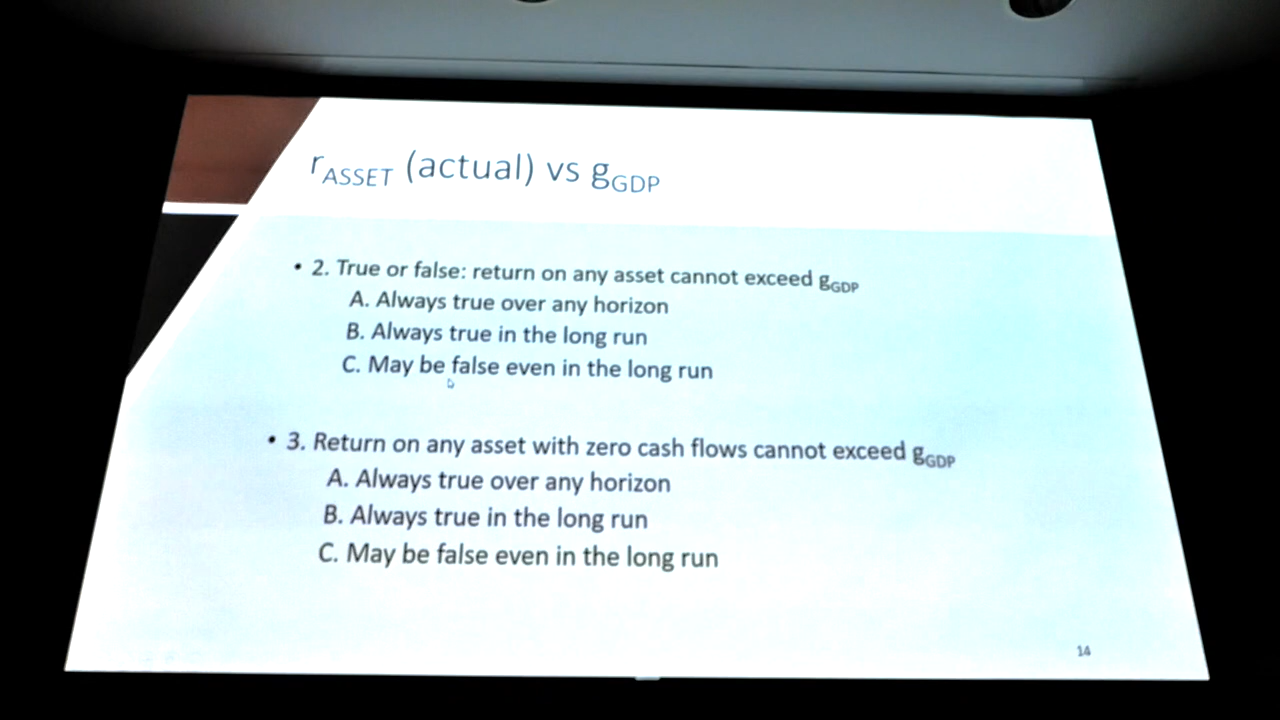 rASSET (actual) vs gGDP
• 2. True or false: return on any asset cannot exceed gGDP
A. Always true over any horizon
B. Always true in the long run
C. May be false even in the long run
• 3. Return on any asset with zero cash flows cannot exceed gGDP
A. Always true over any horizon
B. Always true in the long run
C. May be false even in the long run
14